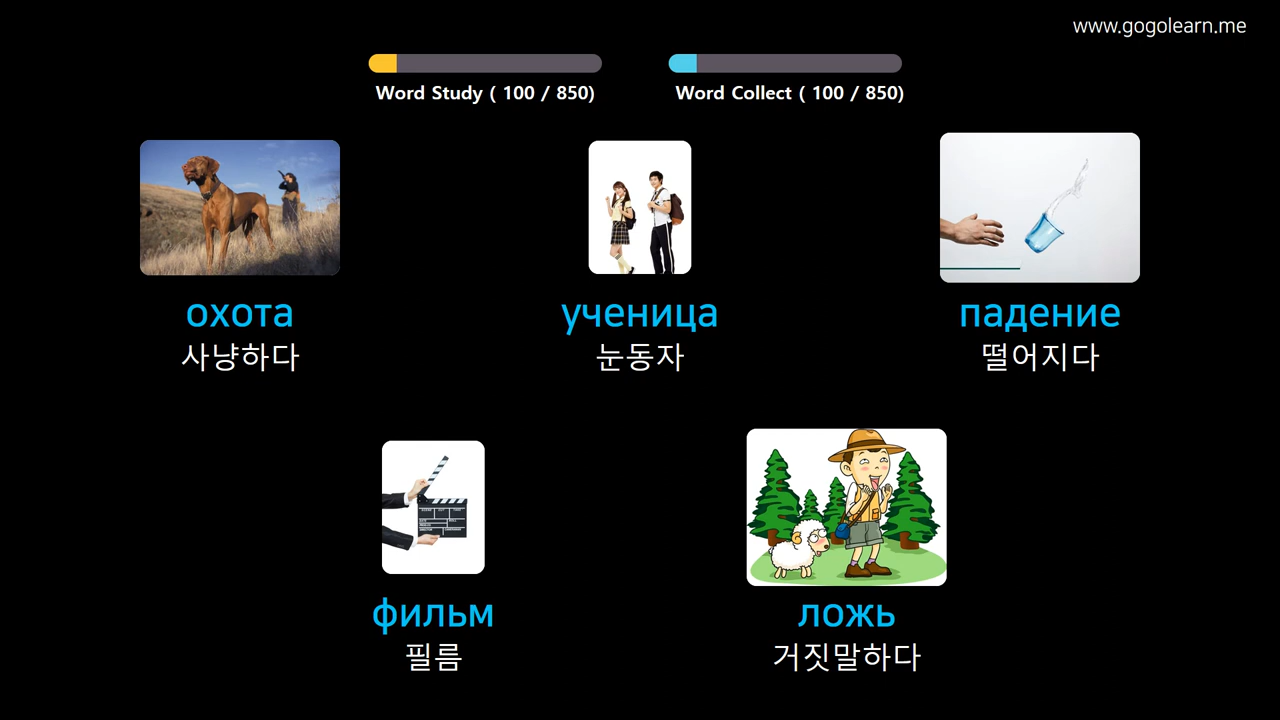 www.gogolearn.me
Word Study ( 100 / 850)
Word Collect ( 100 / 850)
охота
사냥하다
ученица
눈동자
падение
떨어지다
фильм
필름
ложь
거짓말하다